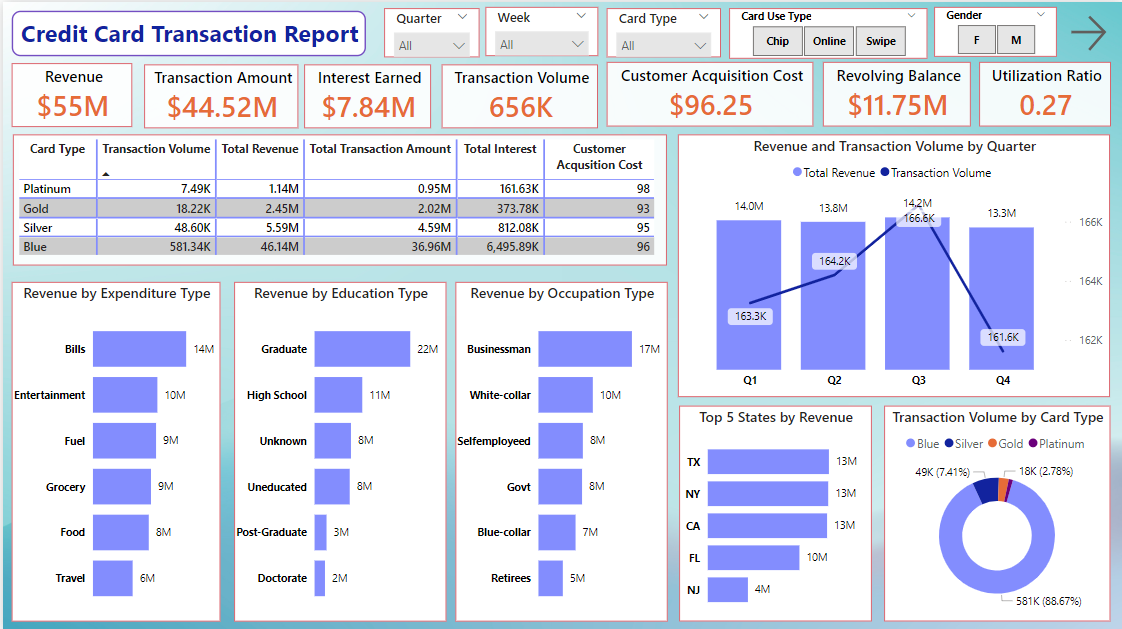 Credit Card Transaction Report
Quarter
All
Week
All
Card Type
All
Card Use Type
Chip Online Swipe
Gender
F M
Revenue
$55M
Transaction Amount
$44.52M
Interest Earned
$7.84M
Transaction Volume
656K
Customer Acquisition Cost
$96.25
Revolving Balance
$11.75M
Utilization Ratio
0.27
Card Type Transaction Volume Total Revenue Total Transaction Amount Total Interest Customer
Acqusition Cost
Platinum 7.49K 1.14M 0.95M 161.63K 98
Gold 18.22K 2.45M 2.02M 373.78K 93
Silver 48.60K 5.59M 4.59M 812.08K 95
Blue 581.34K 46.14M 36.96M 6,495.89K 96
Revenue and Transaction Volume by Quarter
Total Revenue Transaction Volume
14.0M 13.8M 14.2M 13.3M
163.3K 164.2K 166.6K 161.6K
166K
164K
162K
Q1 Q2 Q3 Q4
Revenue by Expenditure Type
Bills 14M
Entertainment 10M
Fuel 9M
Grocery 9M
Food 8M
Travel 6M
Revenue by Education Type
Graduate 22M
High School 11M
Unknown 8M
Uneducated 8M
Post-Graduate 3M
Doctorate 2M
Revenue by Occupation Type
Businessman 17M
White-collar 10M
Selfemployeed 8M
Govt 8M
Blue-collar 7M
Retirees 5M
Top 5 States by Revenue
TX 13M
NY 13M
CA 13M
FL 10M
NJ 4M
Transaction Volume by Card Type
Blue Silver Gold Platinum
49K (7.41%) 18K (2.78%)
581K (88.67%)